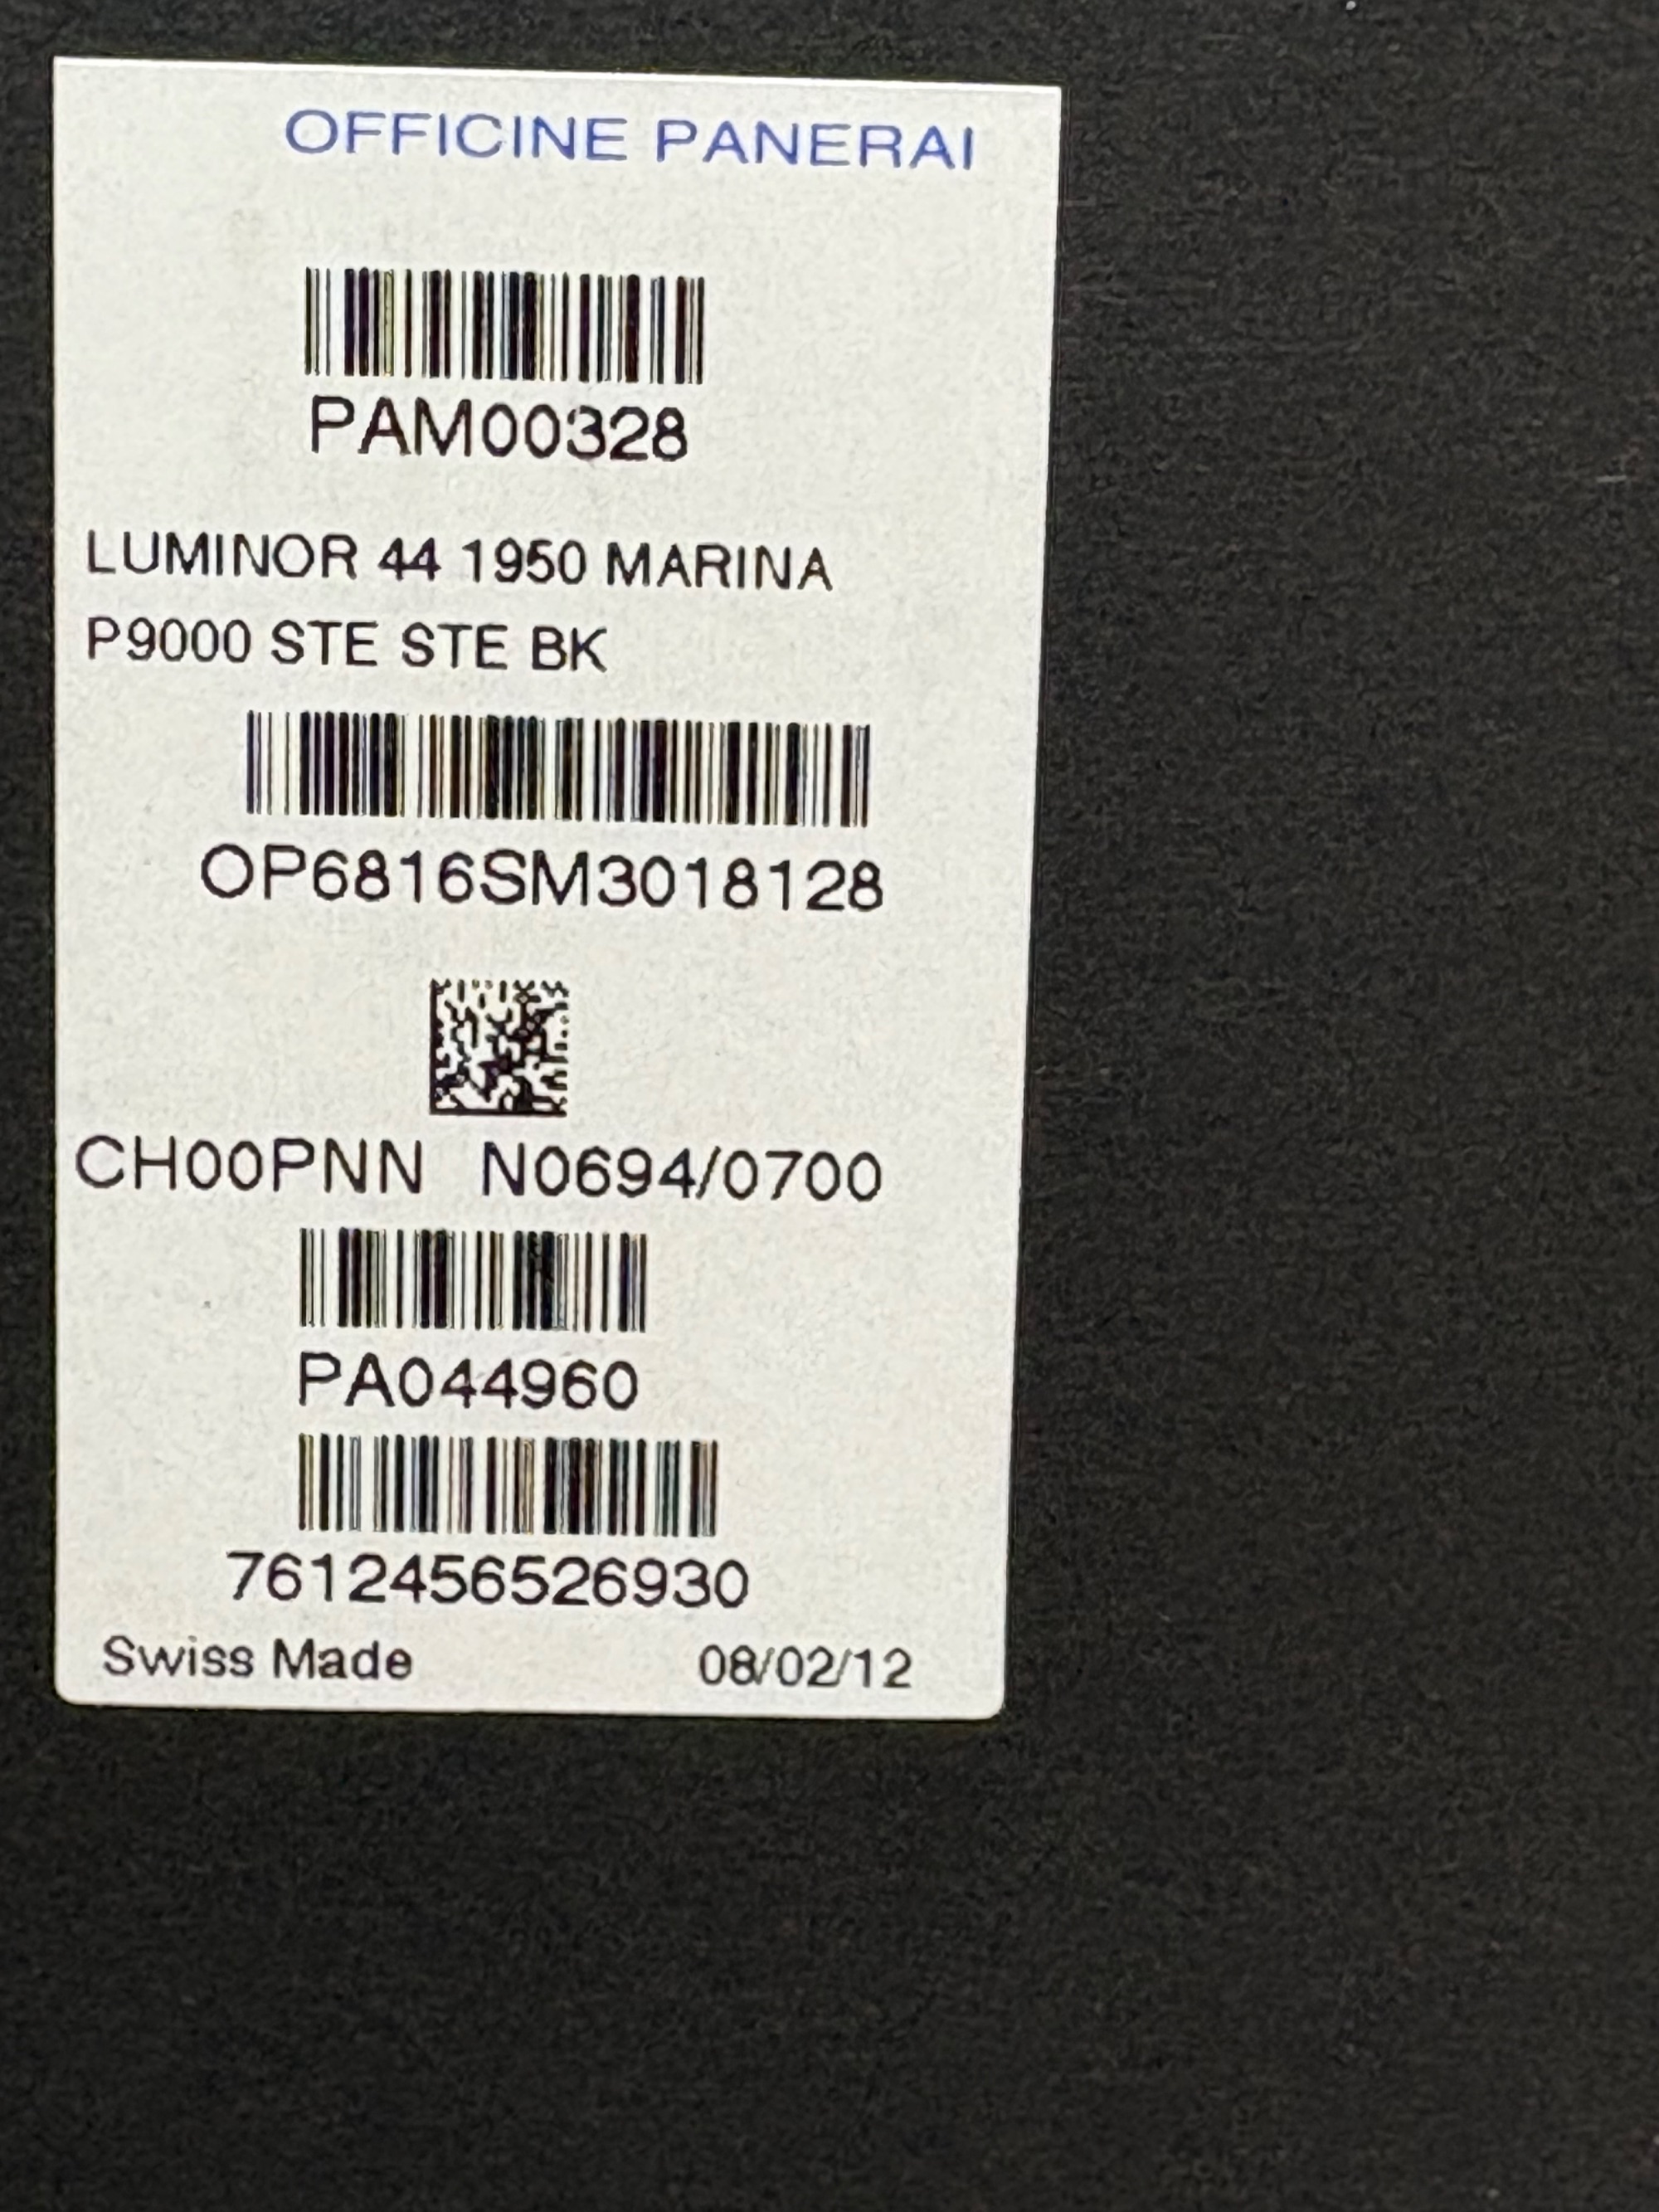 OFFICINE PANERAI
PAM00328
LUMINOR 44 1950 MARINA
P9000 STE STE BK
OP6816SM3018128
CH00PNN N0694/0700
PA044960
7612456526930
Swiss Made 08/02/12